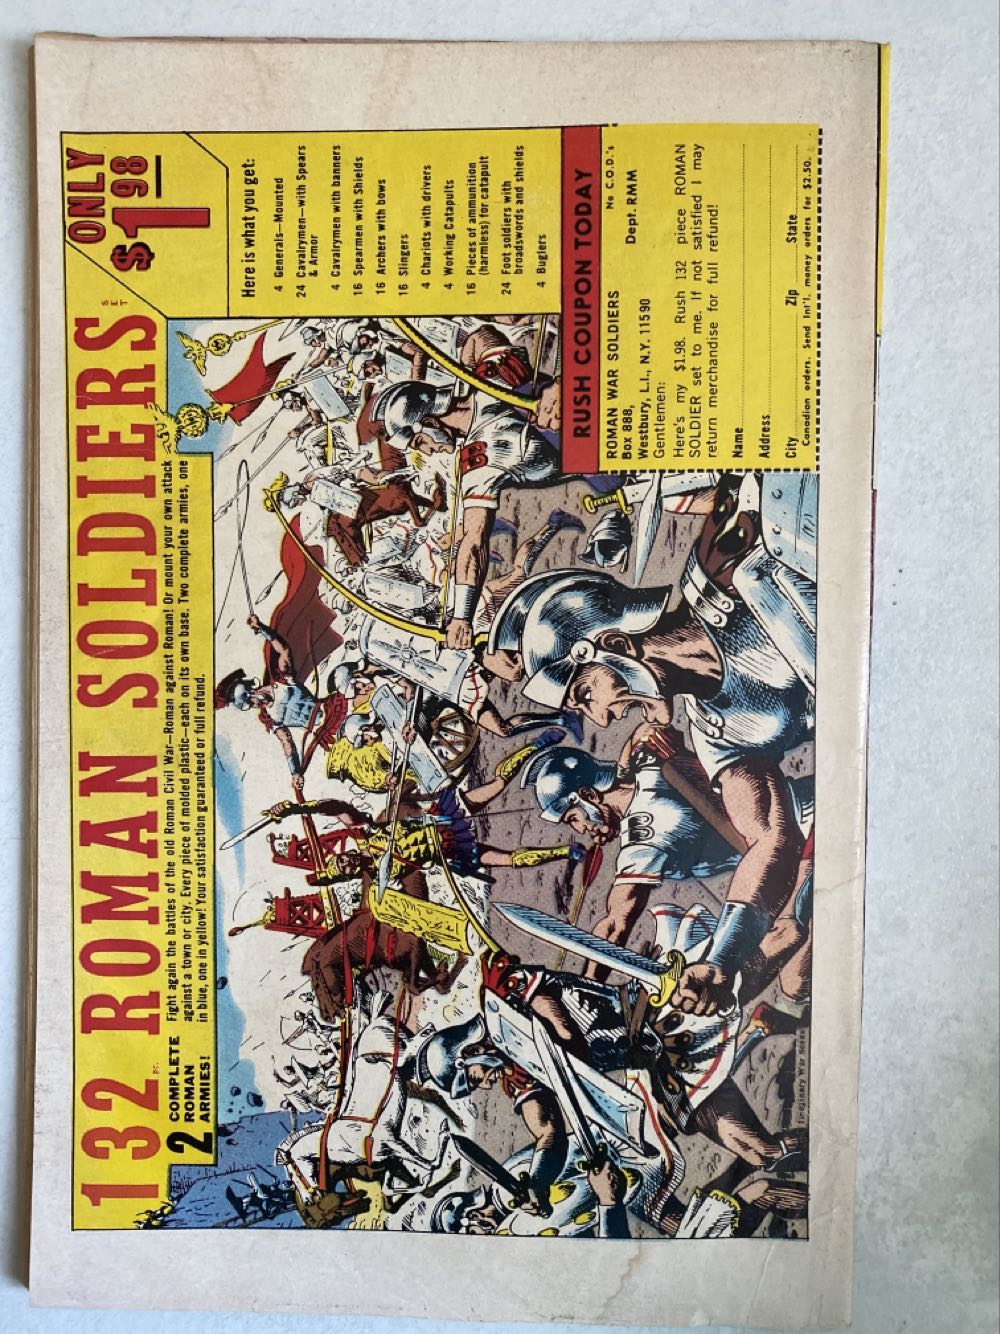 132 PC. ROMAN SOLDIERS SET
ONLY
$1.98
2 COMPLETE
ROMAN
ARMIES!
Fight again the battles of the old Roman Civil War—Roman against Roman! Or mount your own attack
against a town or city. Every piece of molded plastic—each on its own base. Two complete armies, one
in blue, one in yellow! Your satisfaction guaranteed or full refund.
Here is what you get:
4 Generals—Mounted
24 Cavalrymen—with Spears
& Armor
4 Cavalrymen with banners
16 Spearmen with Shields
16 Archers with bows
16 Slingers
4 Chariots with drivers
4 Working Catapults
16 Pieces of ammunition
(harmless) for catapult
24 Foot soldiers with
broadswords and shields
4 Buglers
RUSH COUPON TODAY
ROMAN WAR SOLDIERS No C.O.D.'s
Box 888, Dept. RMM
Westbury, L.I., N.Y. 11590
Gentlemen:
Here's my $1.98. Rush 132 piece ROMAN
SOLDIER set to me. If not satisfied I may
return merchandise for full refund!
Name
Address
City Zip State
Canadian orders. Send Int'l. money orders for $2.50.
Imaginary War Scene